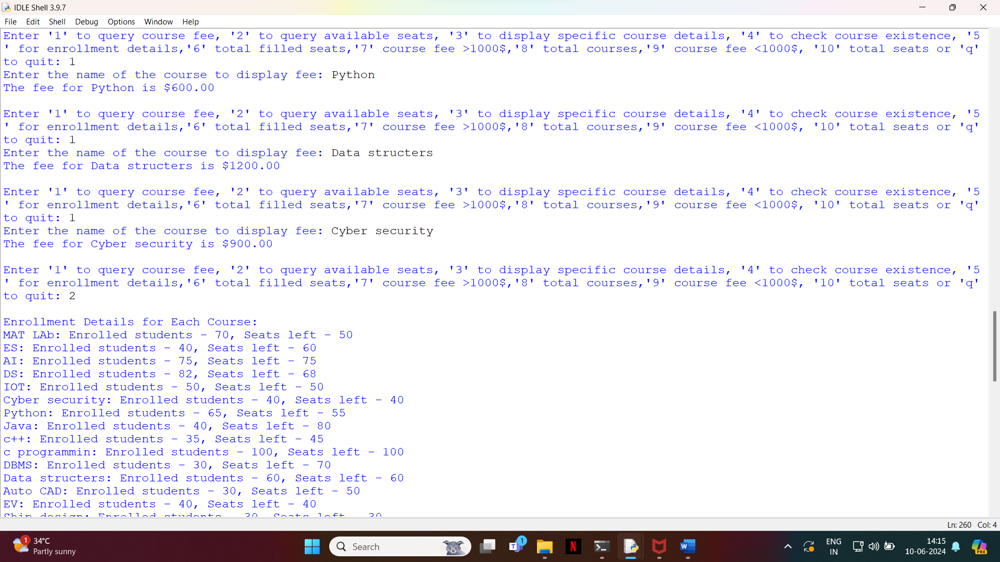 IDLE Shell 3.9.7
File Edit Shell Debug Options Window Help
Enter '1' to query course fee, '2' to query available seats, '3' to display specific course details, '4' to check course existence, '5
' for enrollment details,'6' total filled seats,'7' course fee >1000$,'8' total courses,'9' course fee <1000$, '10' total seats or 'q'
to quit: 1
Enter the name of the course to display fee: Python
The fee for Python is $600.00
Enter '1' to query course fee, '2' to query available seats, '3' to display specific course details, '4' to check course existence, '5
' for enrollment details,'6' total filled seats,'7' course fee >1000$,'8' total courses,'9' course fee <1000$, '10' total seats or 'q'
to quit: 1
Enter the name of the course to display fee: Data structers
The fee for Data structers is $1200.00
Enter '1' to query course fee, '2' to query available seats, '3' to display specific course details, '4' to check course existence, '5
' for enrollment details,'6' total filled seats,'7' course fee >1000$,'8' total courses,'9' course fee <1000$, '10' total seats or 'q'
to quit: 1
Enter the name of the course to display fee: Cyber security
The fee for Cyber security is $900.00
Enter '1' to query course fee, '2' to query available seats, '3' to display specific course details, '4' to check course existence, '5
' for enrollment details,'6' total filled seats,'7' course fee >1000$,'8' total courses,'9' course fee <1000$, '10' total seats or 'q'
to quit: 2
Enrollment Details for Each Course:
MAT LAb: Enrolled students - 70, Seats left - 50
ES: Enrolled students - 40, Seats left - 60
AI: Enrolled students - 75, Seats left - 75
DS: Enrolled students - 82, Seats left - 68
IOT: Enrolled students - 50, Seats left - 50
Cyber security: Enrolled students - 40, Seats left - 40
Python: Enrolled students - 65, Seats left - 55
Java: Enrolled students - 40, Seats left - 80
c++: Enrolled students - 35, Seats left - 45
c programmin: Enrolled students - 100, Seats left - 100
DBMS: Enrolled students - 30, Seats left - 70
Data structers: Enrolled students - 60, Seats left - 60
Auto CAD: Enrolled students - 30, Seats left - 50
EV: Enrolled students - 40, Seats left - 40
Ship design: Enrolled students - 30, Seats left - 30
Ln: 260 Col: 4
1
34°C
Partly sunny
Search
1
ENG
IN
14:15
10-06-2024
PRE